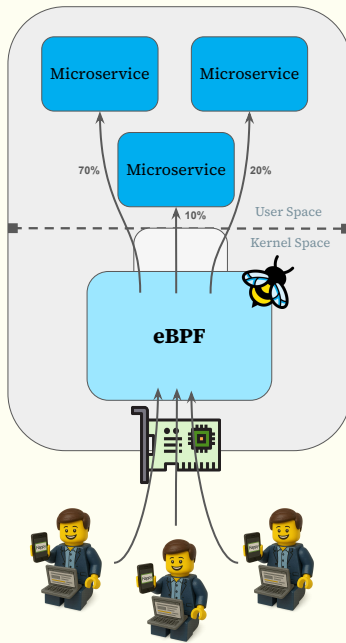 Microservice
Microservice
70%
Microservice
20%
10%
User Space
Kernel Space
eBPF